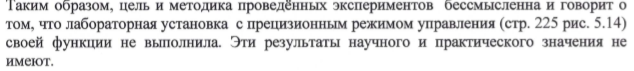 Таким образом, цель и методика проведённых экспериментов бессмысленна и говорит о
том, что лабораторная установка с прецизионным режимом управления (стр. 225 рис. 5.14)
своей функции не выполнила. Эти результаты научного и практического значения не
имеют.